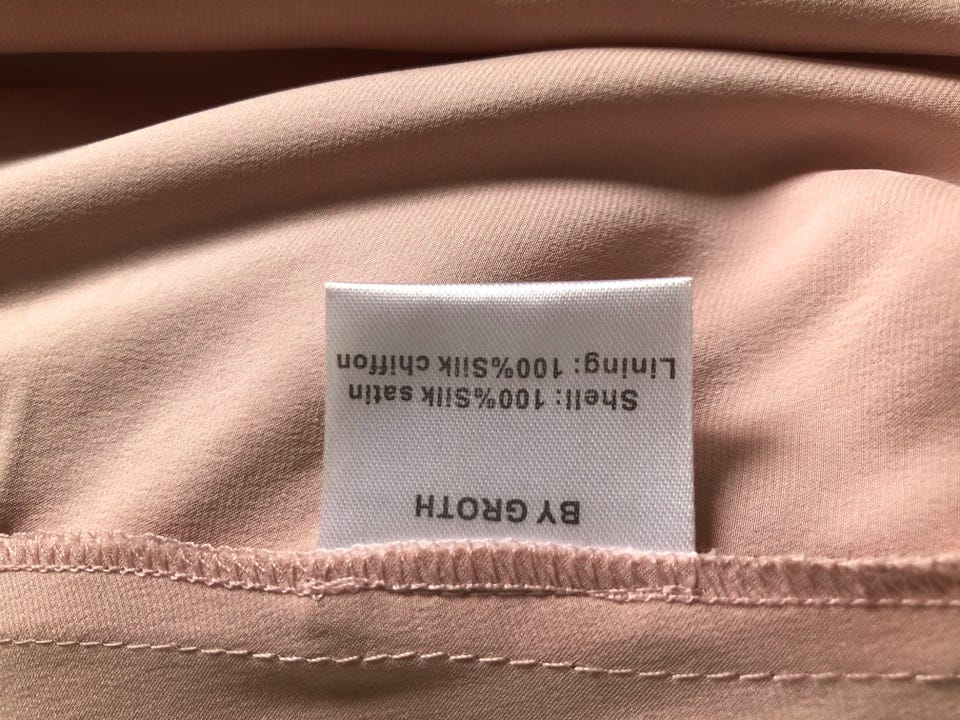 BY GROTH
Shell: 100%Silk satin
Lining: 100%Silk chiffon